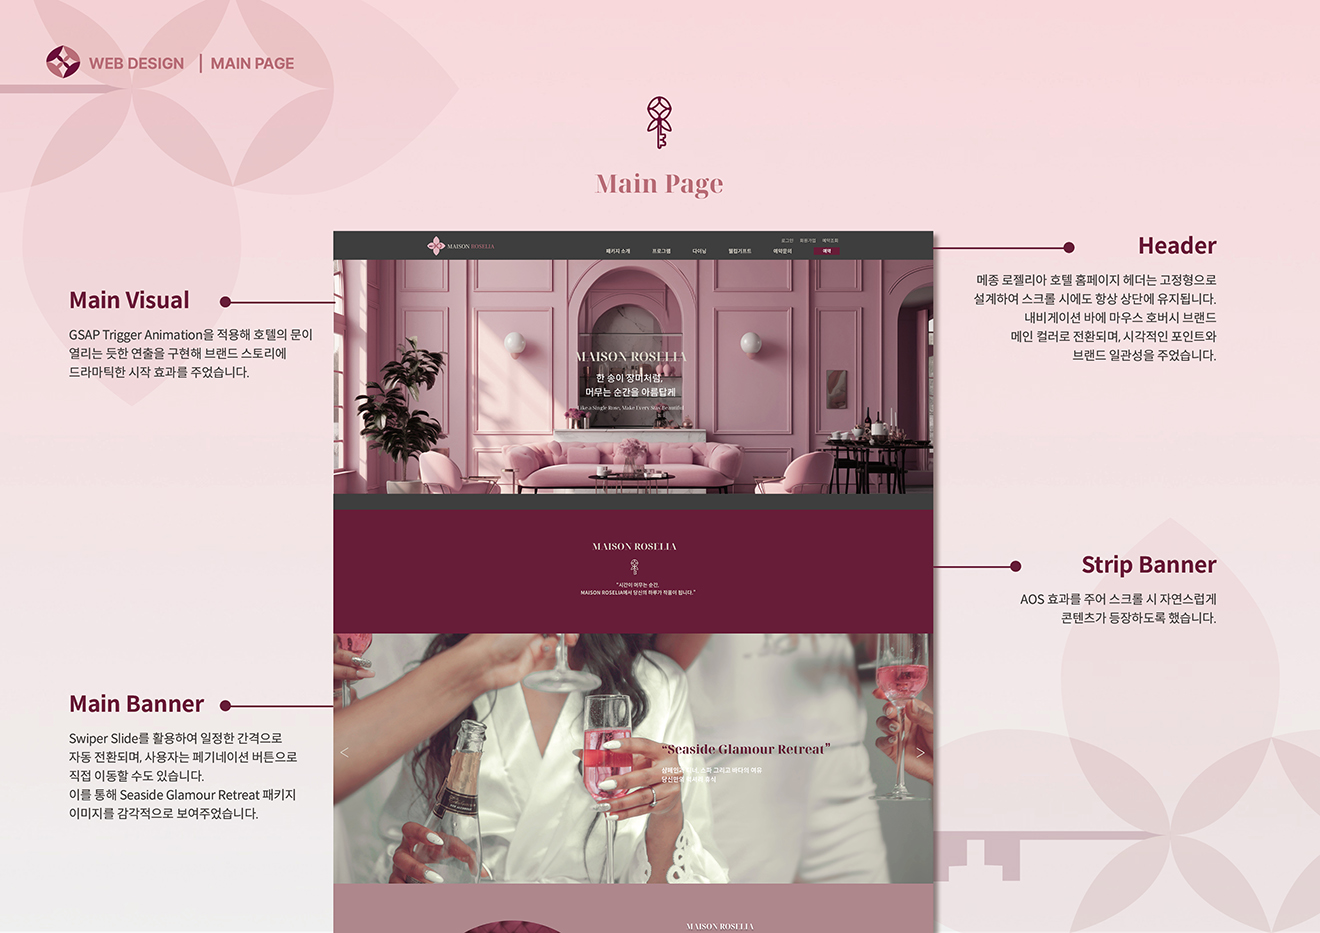 WEB DESIGN | MAIN PAGE
Main Page
Main Visual
GSAP Trigger Animation을 적용해 호텔의 문이
열리는 듯한 연출을 구현해 브랜드 스토리에
드라마틱한 시작 효과를 주었습니다.
Header
메종 로젤리아 호텔 홈페이지 헤더는 고정형으로
설계하여 스크롤 시에도 항상 상단에 유지됩니다.
내비게이션 바에 마우스 호버시 브랜드
메인 컬러로 전환되며, 시각적인 포인트와
브랜드 일관성을 주었습니다.
MAISON ROSELIA
로그인 회원가입 예약조회
패키지 소개 프로그램 다이닝 웰컴기프트 예약문의 예약
MAISON ROSELIA
한 송이 장미처럼,
머무는 순간을 아름답게
Like a Single Rose, Make Every Stay Beautiful
MAISON ROSELIA
"시간이 머무는 순간,
MAISON ROSELIA에서 당신의 하루가 작품이 됩니다."
Strip Banner
AOS 효과를 주어 스크롤 시 자연스럽게
콘텐츠가 등장하도록 했습니다.
Main Banner
Swiper Slide를 활용하여 일정한 간격으로
자동 전환되며, 사용자는 페기네이션 버튼으로
직접 이동할 수도 있습니다.
이를 통해 Seaside Glamour Retreat 패키지
이미지를 감각적으로 보여주었습니다.
“Seaside Glamour Retreat”
스파 그리고 바다의 여유
MAISON ROSELIA